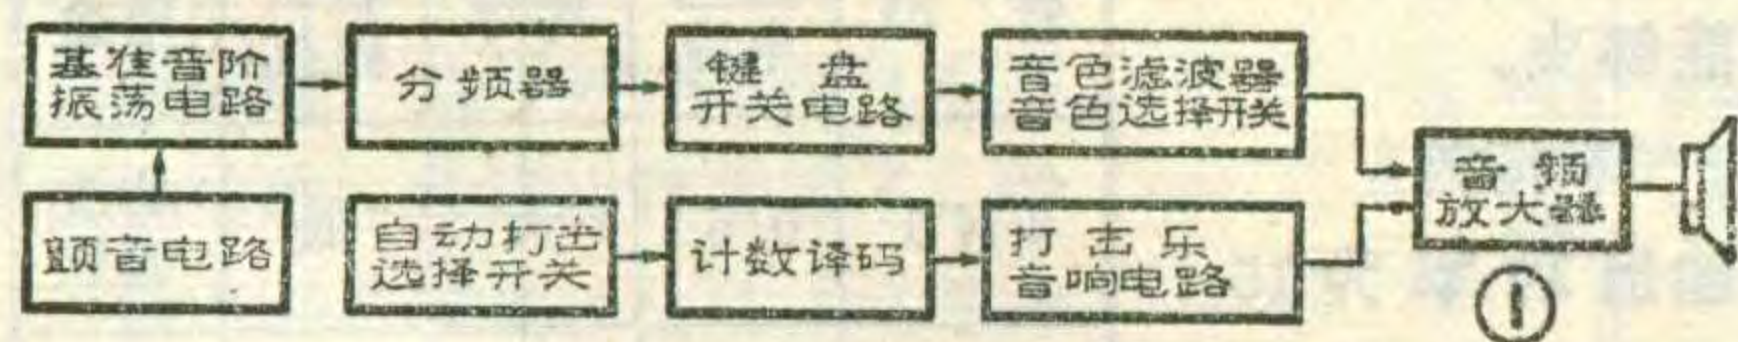 基准音阶
振荡电路
分频器
键盘
开关电路
音色滤波器
音色选择开关
音频
放大器
颤音电路
自动打击
选择开关
计数译码
打击乐
音响电路
①